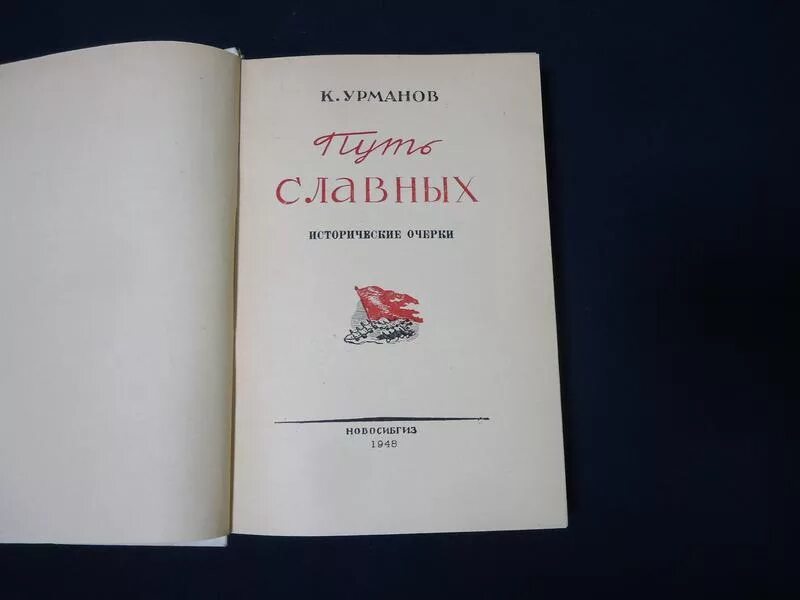 К. УРМАНОВ
Путь
СЛАВНЫХ
ИСТОРИЧЕСКИЕ ОЧЕРКИ
НОВОСИБГИЗ
1948